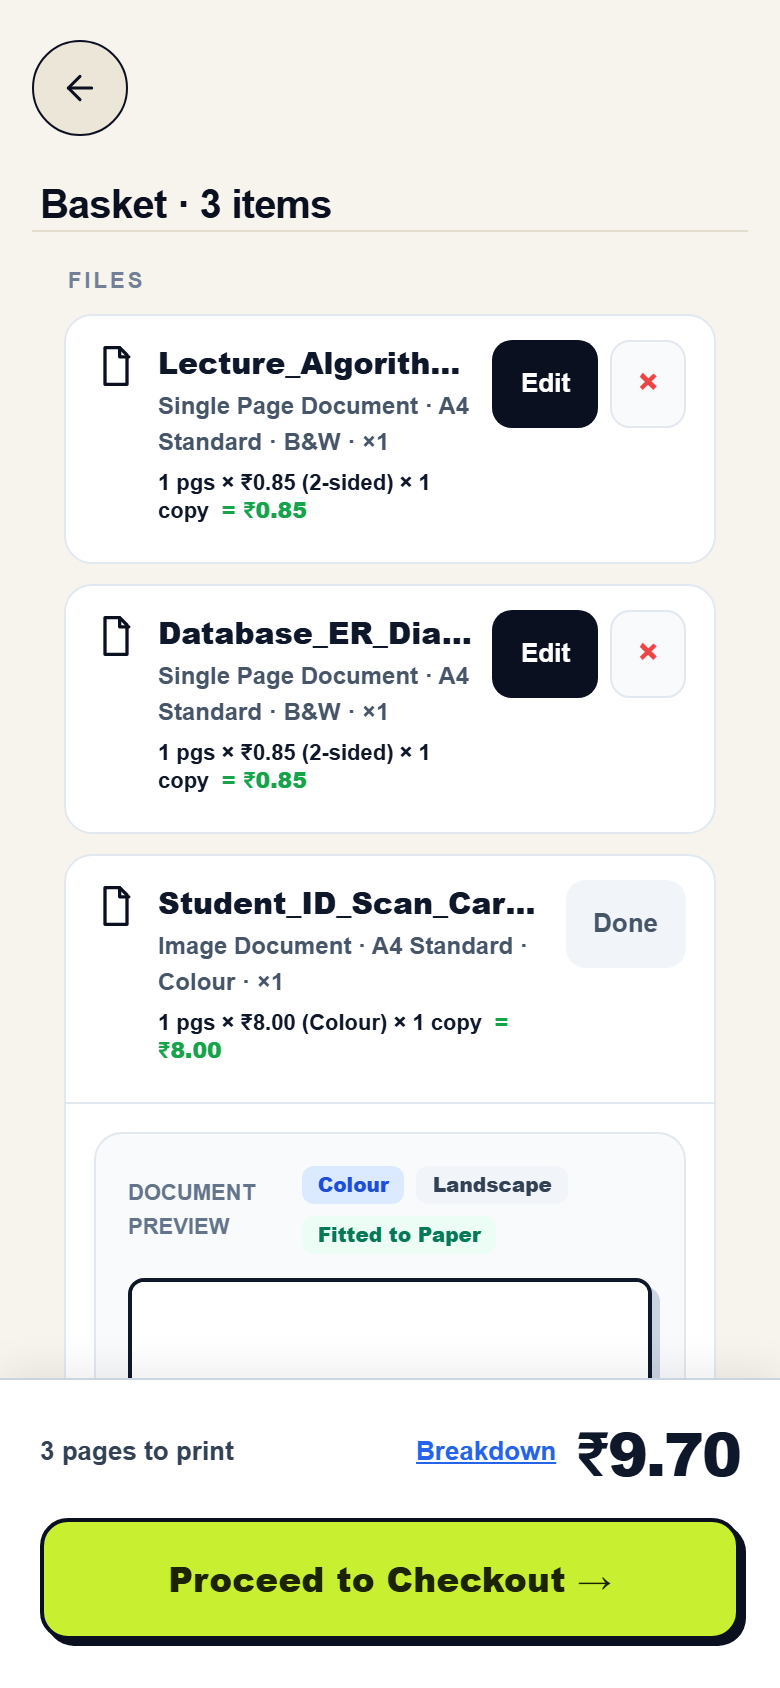 Basket · 3 items
FILES
Lecture_Algorith...
Edit
×
Single Page Document · A4
Standard · B&W · ×1
1 pgs × ₹0.85 (2-sided) × 1
copy = ₹0.85
Database_ER_Dia...
Edit
×
Single Page Document · A4
Standard · B&W · ×1
1 pgs × ₹0.85 (2-sided) × 1
copy = ₹0.85
Student_ID_Scan_Car...
Done
Image Document · A4 Standard ·
Colour · ×1
1 pgs × ₹8.00 (Colour) × 1 copy =
₹8.00
DOCUMENT
PREVIEW
Colour
Landscape
Fitted to Paper
3 pages to print
Breakdown
₹9.70
Proceed to Checkout →